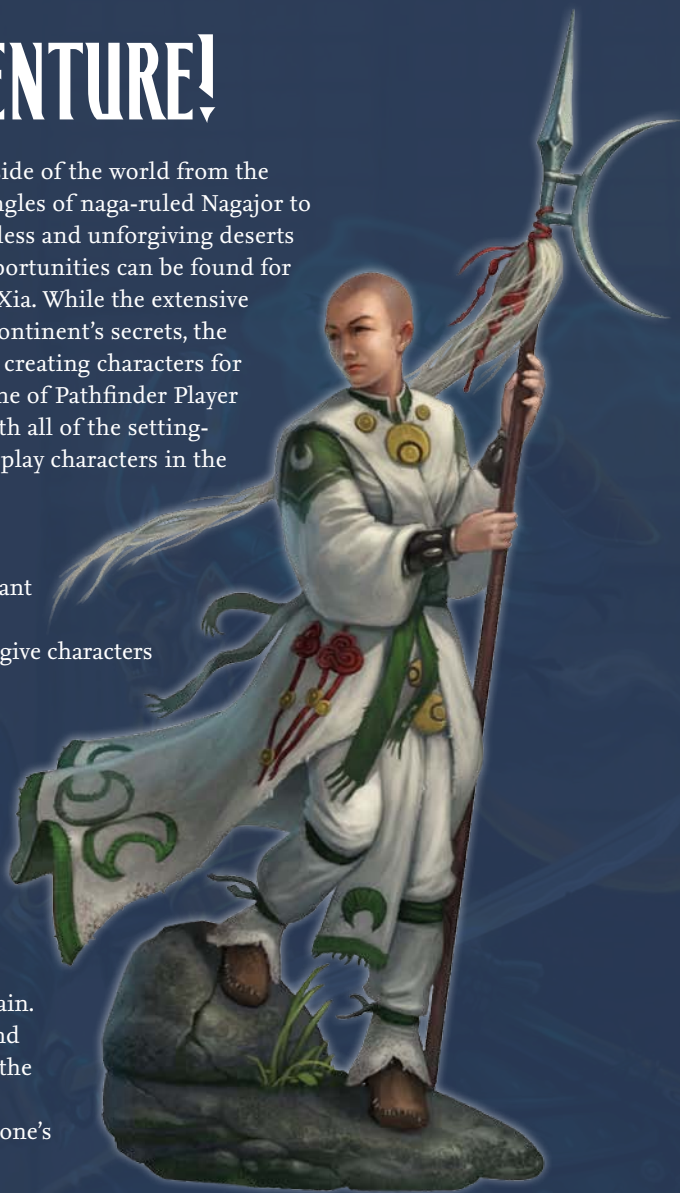 ENTURE!
ide of the world from the
ngles of naga-ruled Nagajor to
less and unforgiving deserts
portunities can be found for
Xia. While the extensive
ontinent’s secrets, the
creating characters for
ne of Pathfinder Player
th all of the setting-
play characters in the
ant
give characters
ain.
nd
the
one’s